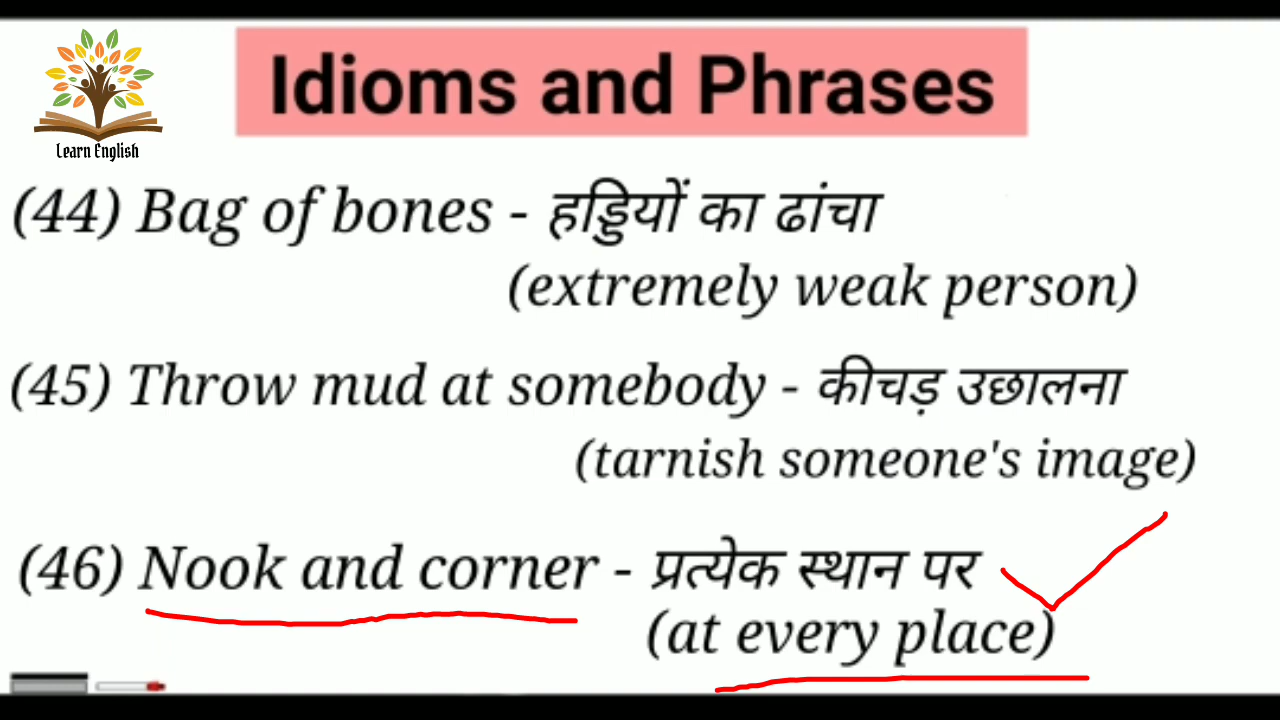 Learn English
Idioms and Phrases
(44) Bag of bones - हड्डियों का ढांचा
(extremely weak person)
(45) Throw mud at somebody - कीचड़ उछालना
(tarnish someone's image)
(46) Nook and corner - प्रत्येक स्थान पर
(at every place)